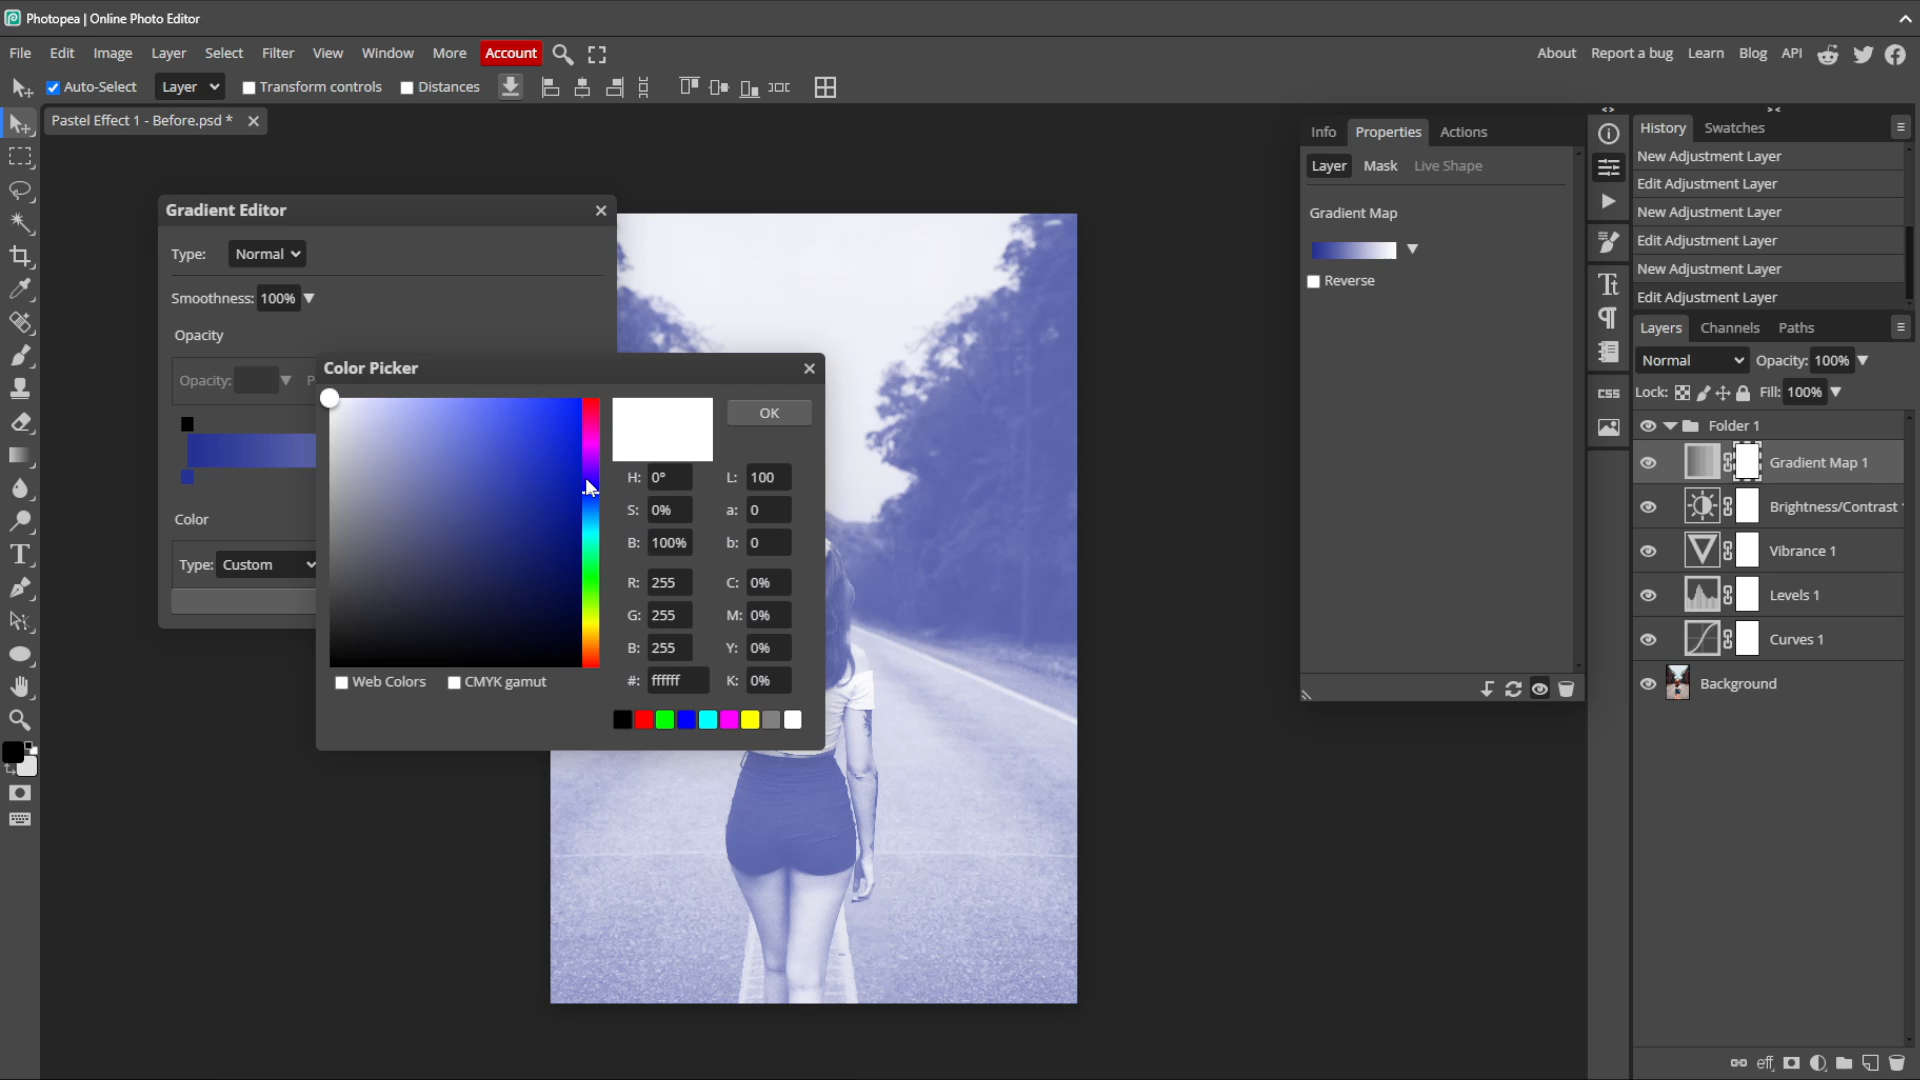 Photopea | Online Photo Editor
File Edit Image Layer Select Filter View Window More Account
About Report a bug Learn Blog API
Auto-Select Layer Transform controls Distances
Pastel Effect 1 - Before.psd *
Gradient Editor
Type: Normal
Smoothness: 100%
Opacity
Opacity: P
Color
Type: Custom
Color Picker
OK
H: 0° L: 100
S: 0% a: 0
B: 100% b: 0
R: 255 C: 0%
G: 255 M: 0%
B: 255 Y: 0%
#: ffffff K: 0%
Web Colors CMYK gamut
Info Properties Actions
Layer Mask Live Shape
Gradient Map
Reverse
CSS
History Swatches
New Adjustment Layer
Edit Adjustment Layer
New Adjustment Layer
Edit Adjustment Layer
New Adjustment Layer
Edit Adjustment Layer
Layers Channels Paths
Normal Opacity: 100%
Lock: Fill: 100%
Folder 1
Gradient Map 1
Brightness/Contrast
Vibrance 1
Levels 1
Curves 1
Background
eff